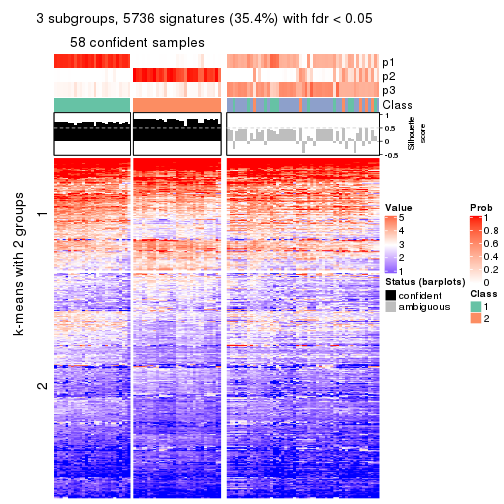 3 subgroups, 5736 signatures (35.4%) with fdr < 0.05
58 confident samples
p1
p2
p3
Class
1
0.5
0
-0.5
Silhouette
score
k-means with 2 groups
1
2
Value
5
4
3
2
1
Status (barplots)
confident
ambiguous
Prob
1
0.8
0.6
0.4
0.2
0
Class
1
2